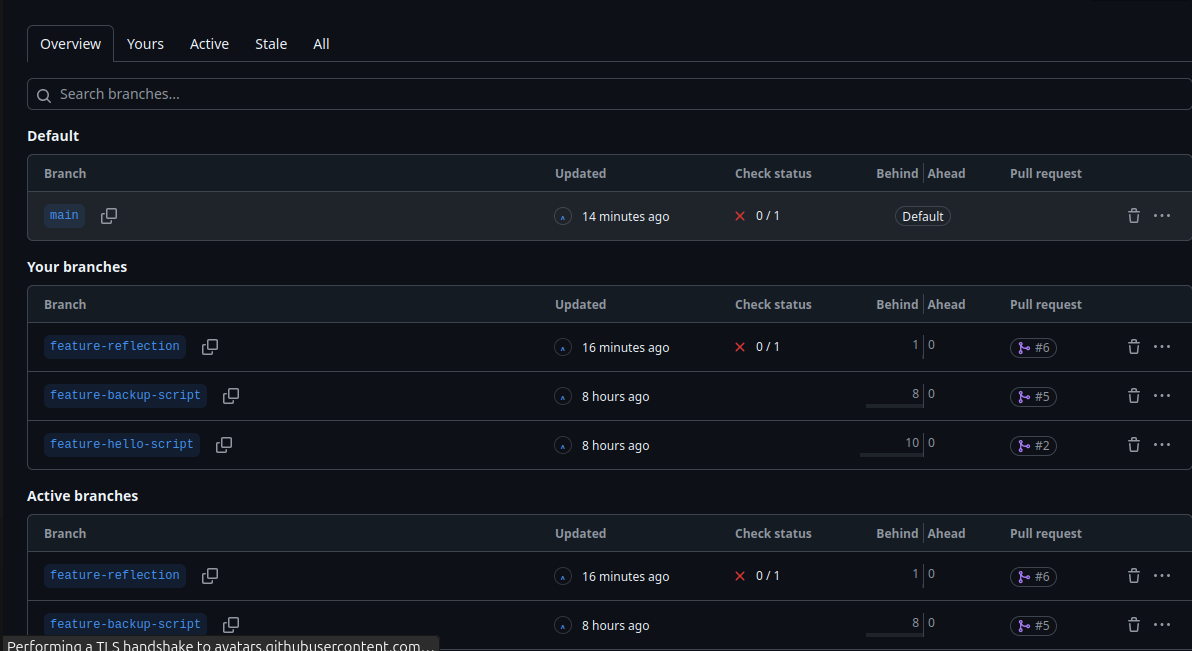 Overview Yours Active Stale All
Search branches...
Default
Branch Updated Check status Behind Ahead Pull request
main 14 minutes ago 0 / 1 Default
Your branches
Branch Updated Check status Behind Ahead Pull request
feature-reflection 16 minutes ago 0 / 1 1 0 #6
feature-backup-script 8 hours ago 8 0 #5
feature-hello-script 8 hours ago 10 0 #2
Active branches
Branch Updated Check status Behind Ahead Pull request
feature-reflection 16 minutes ago 0 / 1 1 0 #6
feature-backup-script 8 hours ago 8 0 #5
Performing a TLS handshake to avatars.githubusercontent.com...